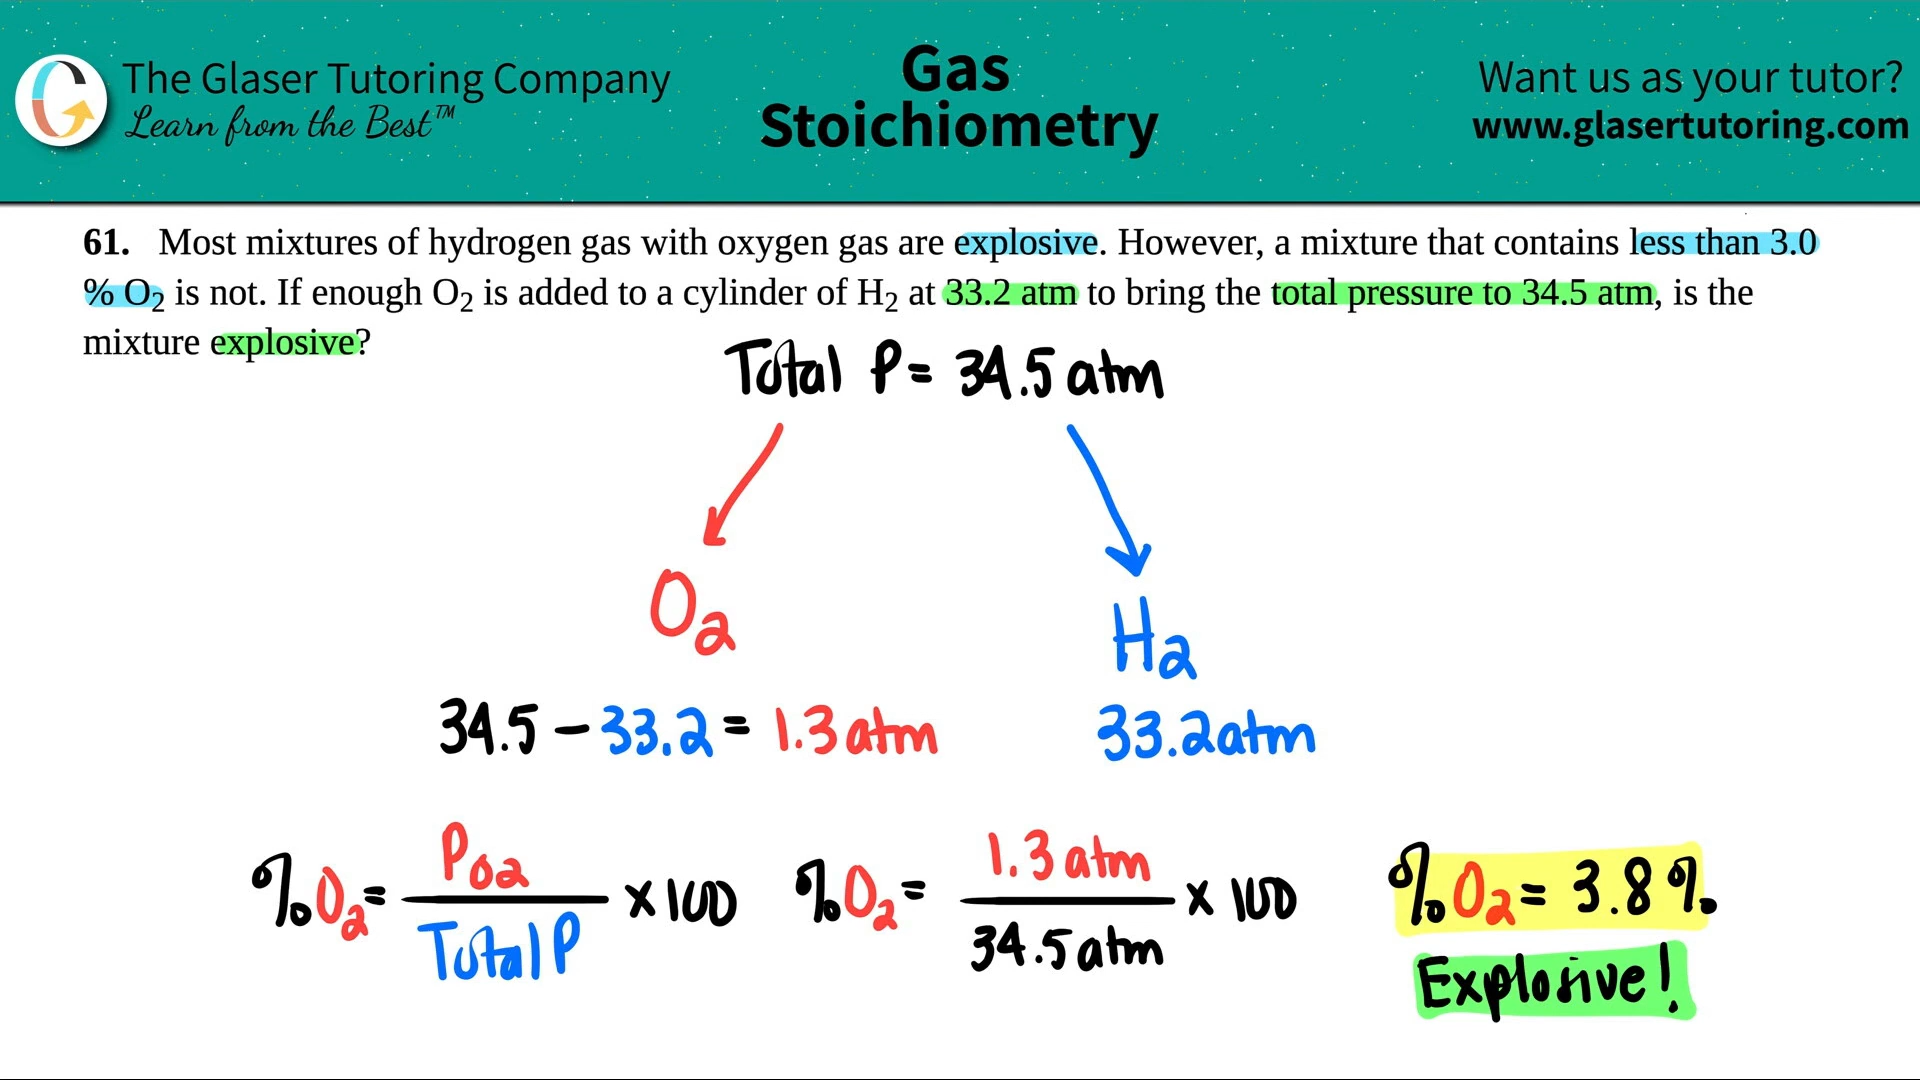 The Glaser Tutoring Company
Learn from the Best™
Gas
Stoichiometry
Want us as your tutor?
www.glasertutoring.com
61. Most mixtures of hydrogen gas with oxygen gas are explosive. However, a mixture that contains less than 3.0
% O₂ is not. If enough O₂ is added to a cylinder of H₂ at 33.2 atm to bring the total pressure to 34.5 atm, is the
mixture explosive?
Total P = 34.5 atm
O₂
H₂
34.5 – 33.2 = 1.3 atm
33.2 atm
%O₂ = PO₂ / Total P x 100
%O₂ = 1.3 atm / 34.5 atm x 100
%O₂ = 3.8%
Explosive!